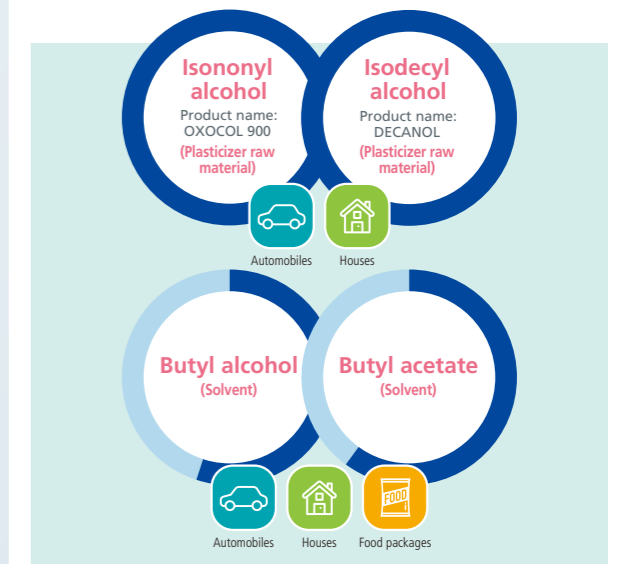 Isononyl
alcohol
Product name:
OXOCOL 900
(Plasticizer raw
material)
Isodecyl
alcohol
Product name:
DECANOL
(Plasticizer raw
material)
Automobiles
Houses
Butyl alcohol
(Solvent)
Butyl acetate
(Solvent)
FOOD
Automobiles
Houses
Food packages